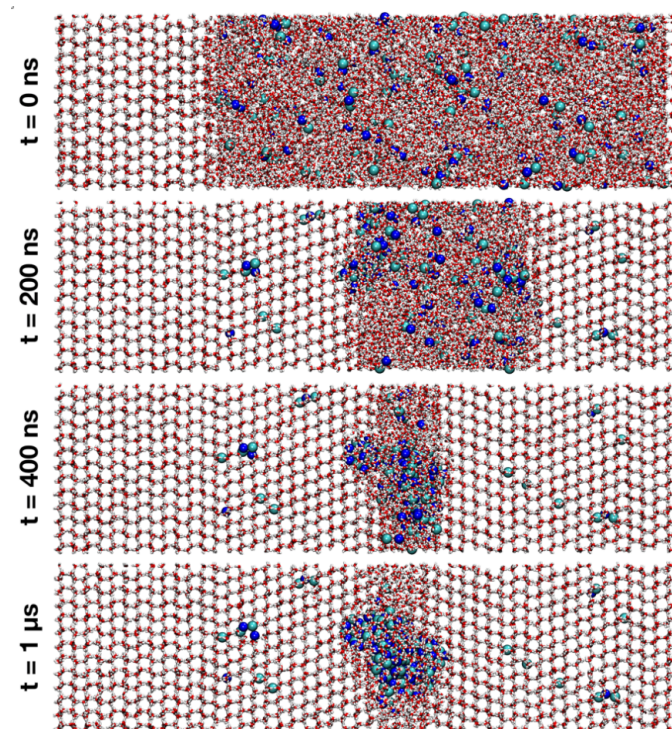 t = 0 ns
t = 200 ns
t = 400 ns
t = 1 µs